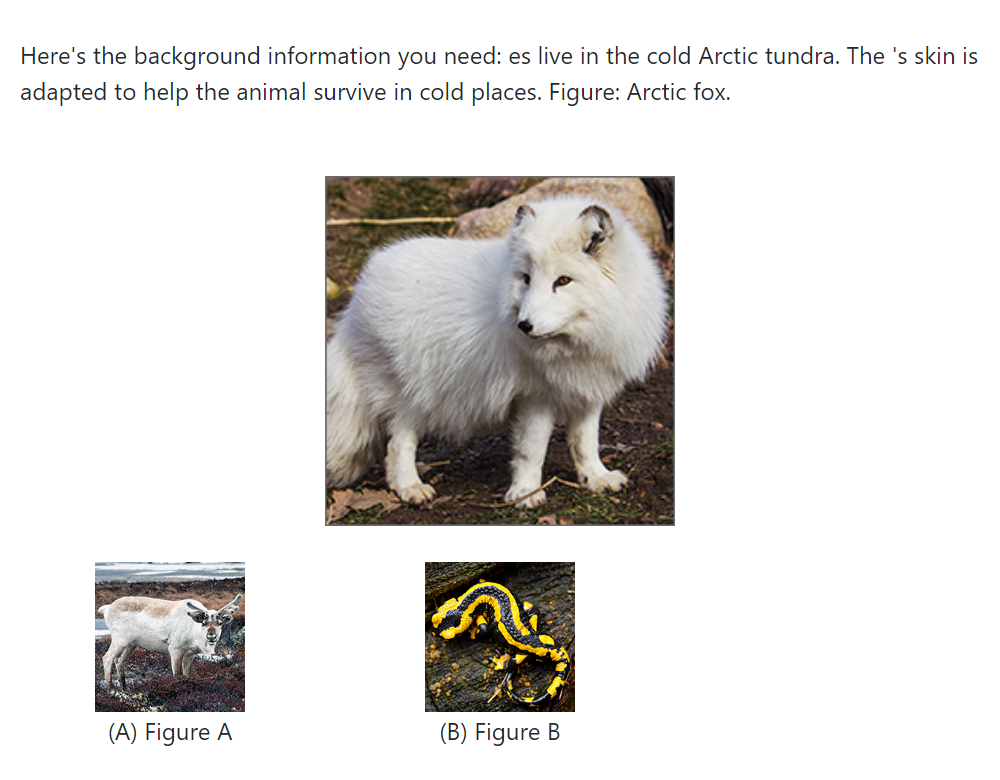 Here's the background information you need: es live in the cold Arctic tundra. The 's skin is
adapted to help the animal survive in cold places. Figure: Arctic fox.
(A) Figure A
(B) Figure B